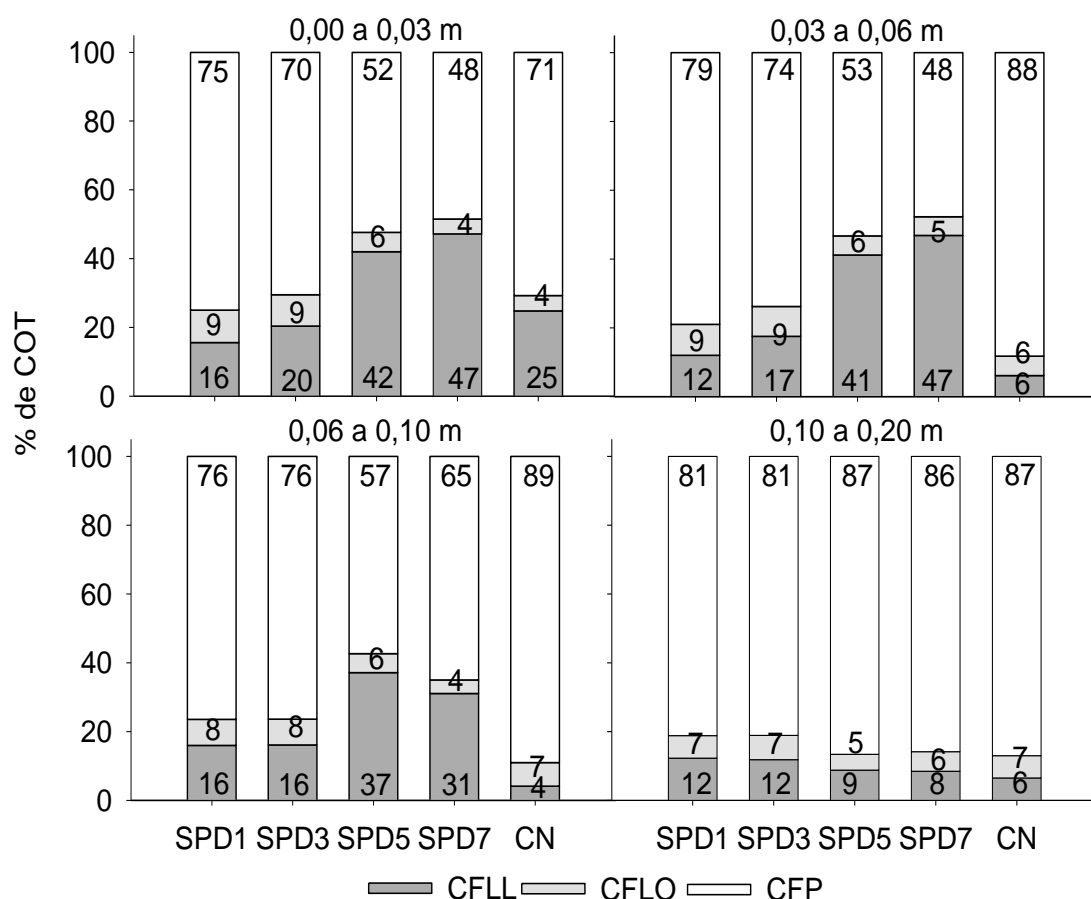 0,00 a 0,03 m
0,03 a 0,06 m
100
75 70 52 48 71
79 74 53 48 88
80
60
40
9 9 6 4 4
9 9 6 5 6
20
16 20 42 47 25
12 17 41 47 6
0
% de COT
0,06 a 0,10 m
0,10 a 0,20 m
100
76 76 57 65 89
81 81 87 86 87
80
60
40
8 8 6 4 7
7 7 5 6 7
20
16 16 37 31 4
12 12 9 8 6
0
SPD1 SPD3 SPD5 SPD7 CN
SPD1 SPD3 SPD5 SPD7 CN
CFLL CFLO CFP